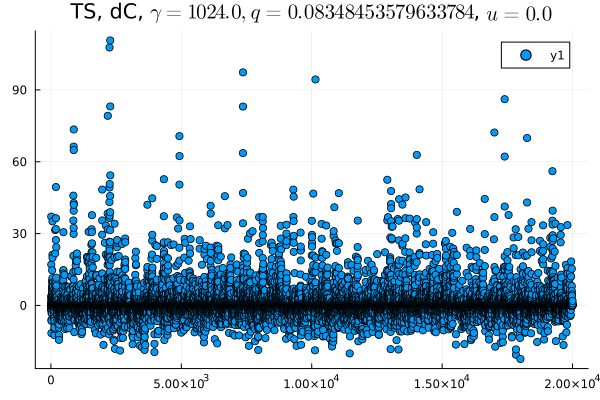 TS, dC, γ = 1024.0, q = 0.08348453579633784, u = 0.0
y1
90
60
30
0
0 5.00×10³ 1.00×10⁴ 1.50×10⁴ 2.00×10⁴